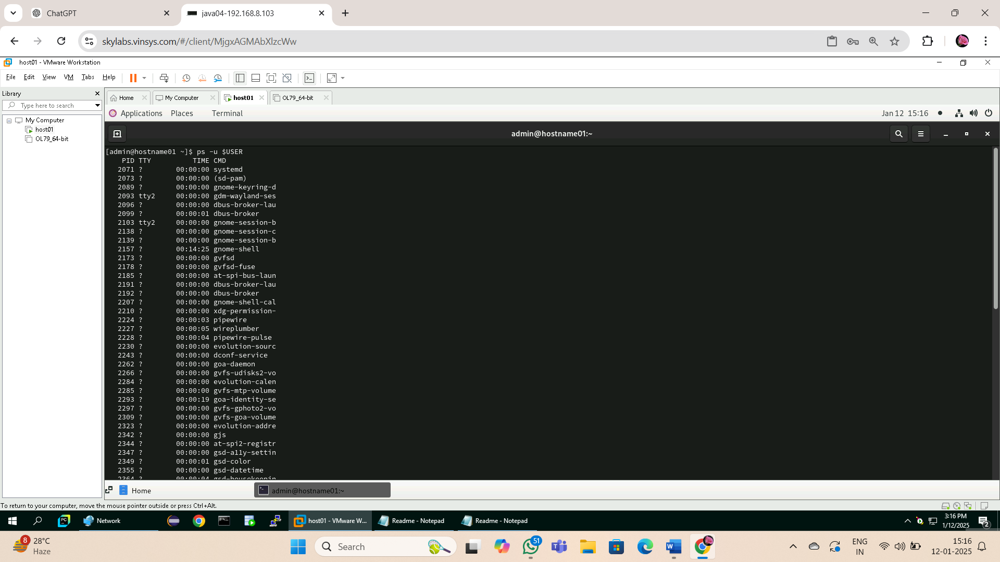 ChatGPT
java04-192.168.8.103
skylabs.vinsys.com/#/client/MjgxAGMAbXlzcWw
host01 - VMware Workstation
File Edit View VM Tabs Help
Library
Type here to search
My Computer
host01
OL79_64-bit
Home My Computer host01 OL79_64-bit
Applications Places Terminal Jan 12 15:16
admin@hostname01:~
[admin@hostname01 ~]$ ps -u $USER
PID TTY TIME CMD
2071 ? 00:00:00 systemd
2073 ? 00:00:00 (sd-pam)
2089 ? 00:00:00 gnome-keyring-d
2093 tty2 00:00:00 gdm-wayland-ses
2096 ? 00:00:00 dbus-broker-lau
2099 ? 00:00:01 dbus-broker
2103 tty2 00:00:00 gnome-session-b
2138 ? 00:00:00 gnome-session-c
2139 ? 00:00:00 gnome-session-b
2157 ? 00:14:25 gnome-shell
2173 ? 00:00:00 gvfsd
2178 ? 00:00:00 gvfsd-fuse
2185 ? 00:00:00 at-spi-bus-laun
2191 ? 00:00:00 dbus-broker-lau
2192 ? 00:00:00 dbus-broker
2207 ? 00:00:00 gnome-shell-cal
2210 ? 00:00:00 xdg-permission-
2224 ? 00:00:03 pipewire
2227 ? 00:00:05 wireplumber
2228 ? 00:00:04 pipewire-pulse
2230 ? 00:00:00 evolution-sourc
2243 ? 00:00:00 dconf-service
2262 ? 00:00:00 goa-daemon
2266 ? 00:00:00 gvfs-udisks2-vo
2284 ? 00:00:00 evolution-calen
2285 ? 00:00:00 gvfs-mtp-volume
2293 ? 00:00:19 goa-identity-se
2297 ? 00:00:00 gvfs-gphoto2-vo
2309 ? 00:00:00 gvfs-goa-volume
2323 ? 00:00:00 evolution-addre
2342 ? 00:00:00 gjs
2344 ? 00:00:00 at-spi2-registr
2347 ? 00:00:00 gsd-a11y-settin
2349 ? 00:00:01 gsd-color
2355 ? 00:00:00 gsd-datetime
2364 ? 00:00:04 gsd-housekeepin
Home admin@hostname01:~
To return to your computer, move the mouse pointer outside or press Ctrl+Alt.
Network host01 - VMware W... Readme - Notepad Readme - Notepad
3:16 PM
1/12/2025
2
8
28°C
Haze
Search
51
ENG
IN
15:16
12-01-2025